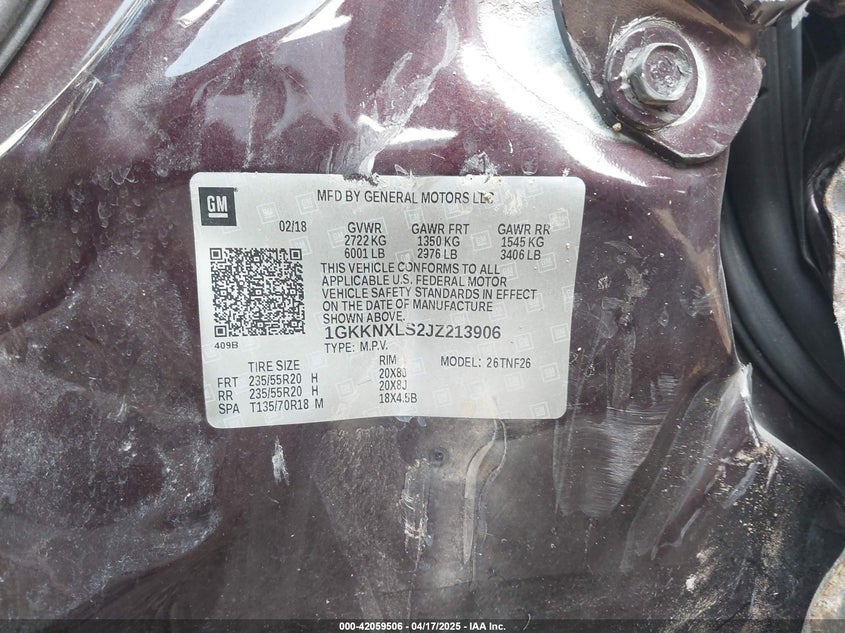 GM
MFD BY GENERAL MOTORS LLC
02/18 GVWR GAWR FRT GAWR RR
2722 KG 1350 KG 1545 KG
6001 LB 2976 LB 3406 LB
THIS VEHICLE CONFORMS TO ALL
APPLICABLE U.S. FEDERAL MOTOR
VEHICLE SAFETY STANDARDS IN EFFECT
ON THE DATE OF MANUFACTURE
SHOWN ABOVE.
409B
1GKKNXLS2JZ213906
TYPE: M.P.V.
TIRE SIZE RIM MODEL: 26TNF26
FRT 235/55R20 H 20X8J
RR 235/55R20 H 20X8J
SPA T135/70R18 M 18X4.5B
000-42059506 - 04/17/2025 - IAA Inc.